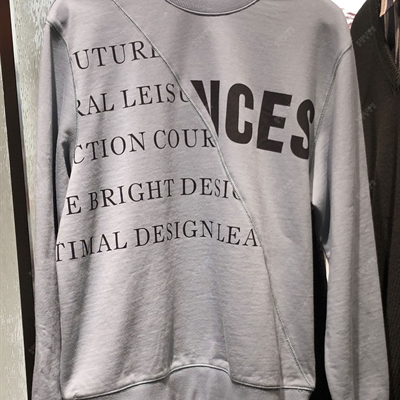 UTURE
RAL LEISU
NCES
CTION COUR
E BRIGHT DESIG
TIMAL DESIGNLEA